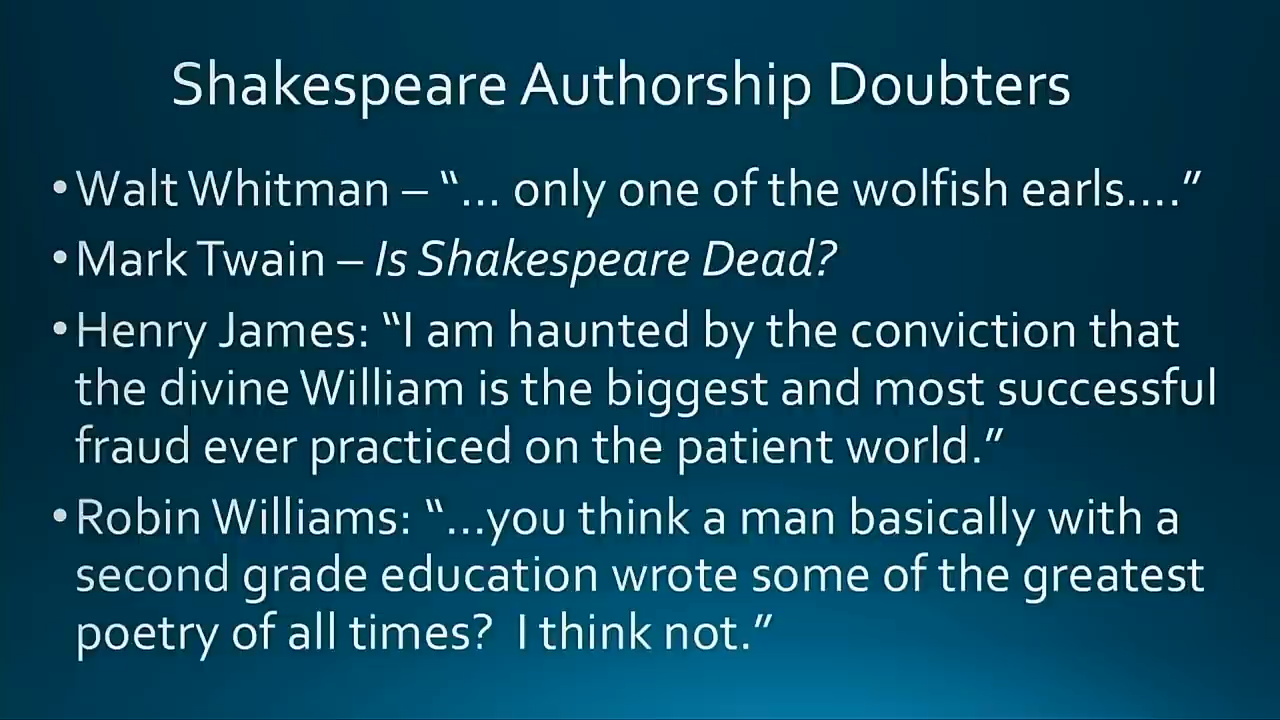 Shakespeare Authorship Doubters
•Walt Whitman – “... only one of the wolfish earls....”
•Mark Twain – Is Shakespeare Dead?
•Henry James: “I am haunted by the conviction that
the divine William is the biggest and most successful
fraud ever practiced on the patient world.”
•Robin Williams: “...you think a man basically with a
second grade education wrote some of the greatest
poetry of all times?  I think not.”